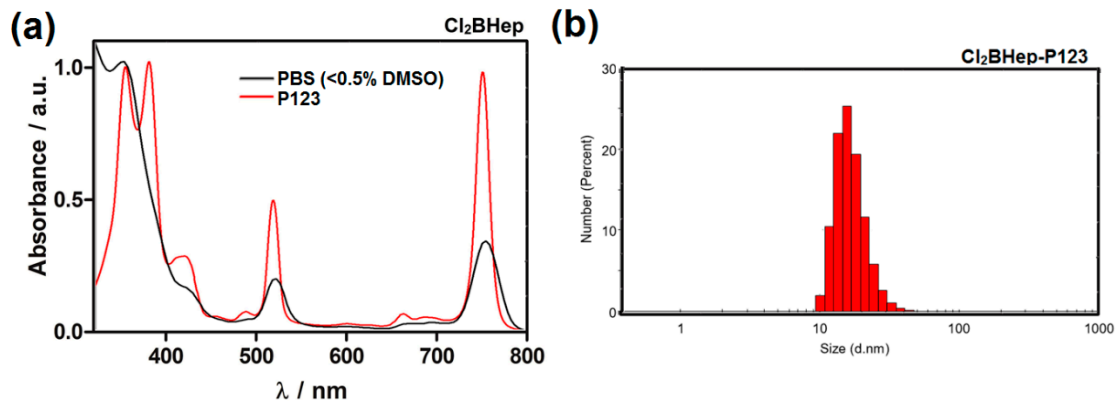 (a)
Cl₂BHep
1.0
0.5
0.0
Absorbance / a.u.
PBS (<0.5% DMSO)
P123
400
500
600
700
800
λ / nm
(b)
Cl₂BHep-P123
30
20
10
0
Number (Percent)
1
10
100
1000
Size (d.nm)